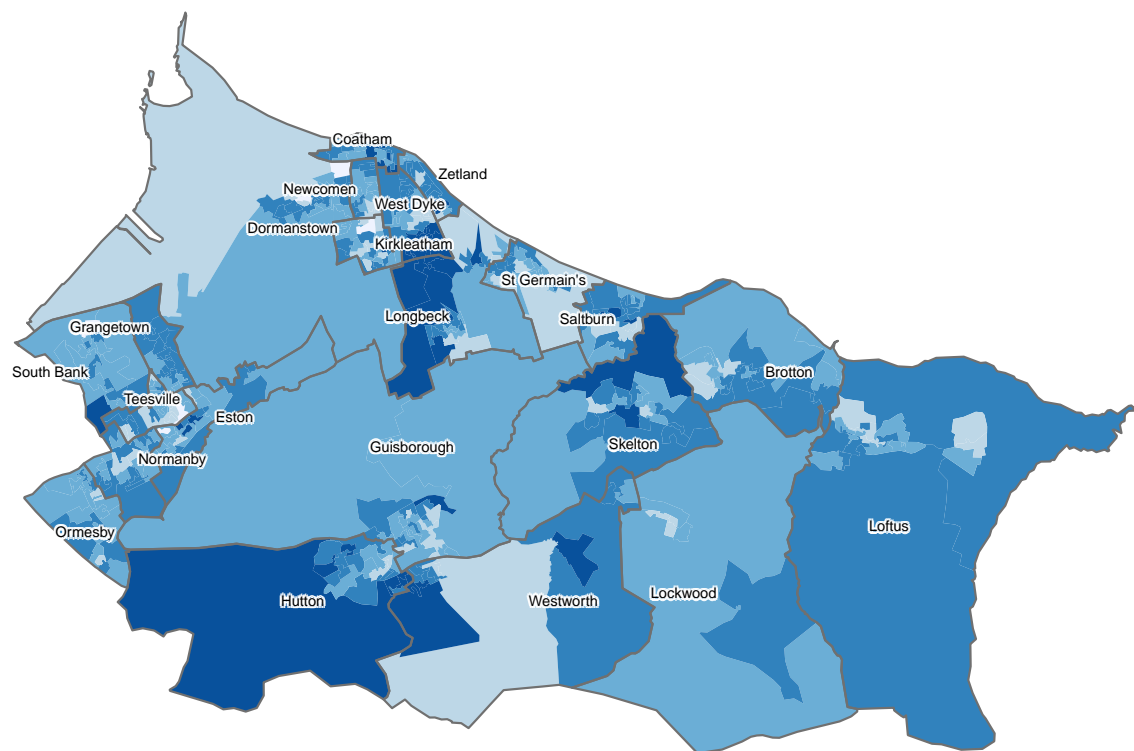 Coatham
Zetland
Newcomen
West Dyke
Dormanstown
Kirkleatham
St Germain's
Longbeck
Saltburn
Grangetown
South Bank
Brotton
Teesville
Eston
Guisborough
Skelton
Normanby
Loftus
Ormesby
Lockwood
Hutton
Westworth